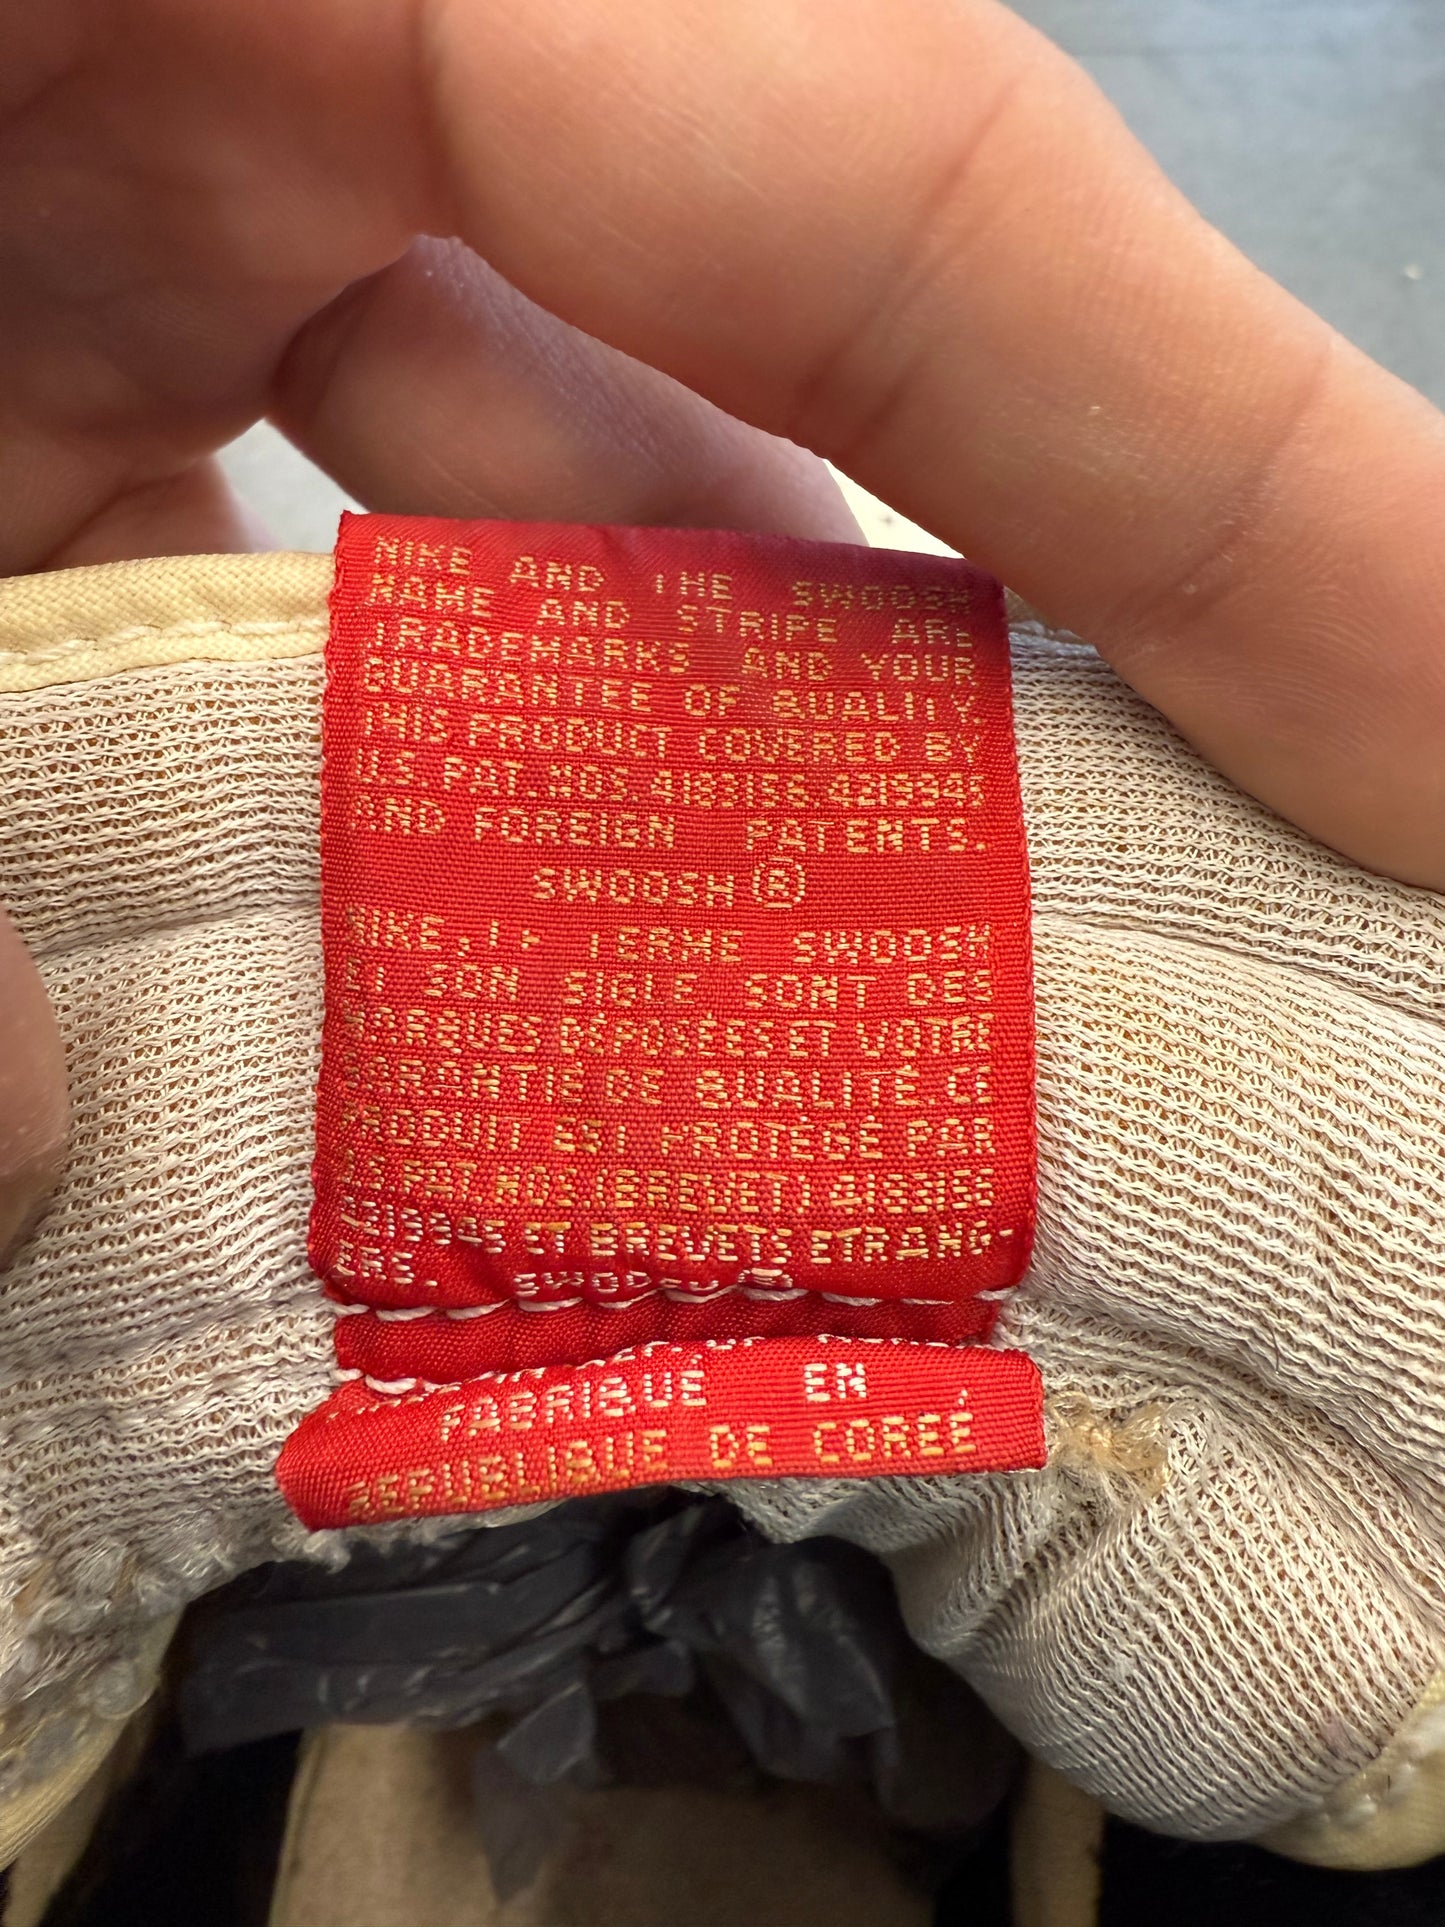 NIKE AND THE SWOOSH
NAME AND STRIPE ARE
TRADEMARKS AND YOUR
GUARANTEE OF QUALITY.
THIS PRODUCT COVERED BY
U.S. PAT. NOS. 4183156.4219945
AND FOREIGN PATENTS.
SWOOSH ®
NIKE, LE TERME SWOOSH
ET SON SIGLE SONT DES
MARQUES DÉPOSÉES ET VOTRE
GARANTIE DE QUALITÉ. CE
PRODUIT EST PROTÉGÉ PAR
U.S. PAT. NOS. (BREVET) 4183156
4219945 ET BREVETS ETRANG-
ERS. SWOOSH ®
FABRIQUÉ EN
RÉPUBLIQUE DE CORÉE